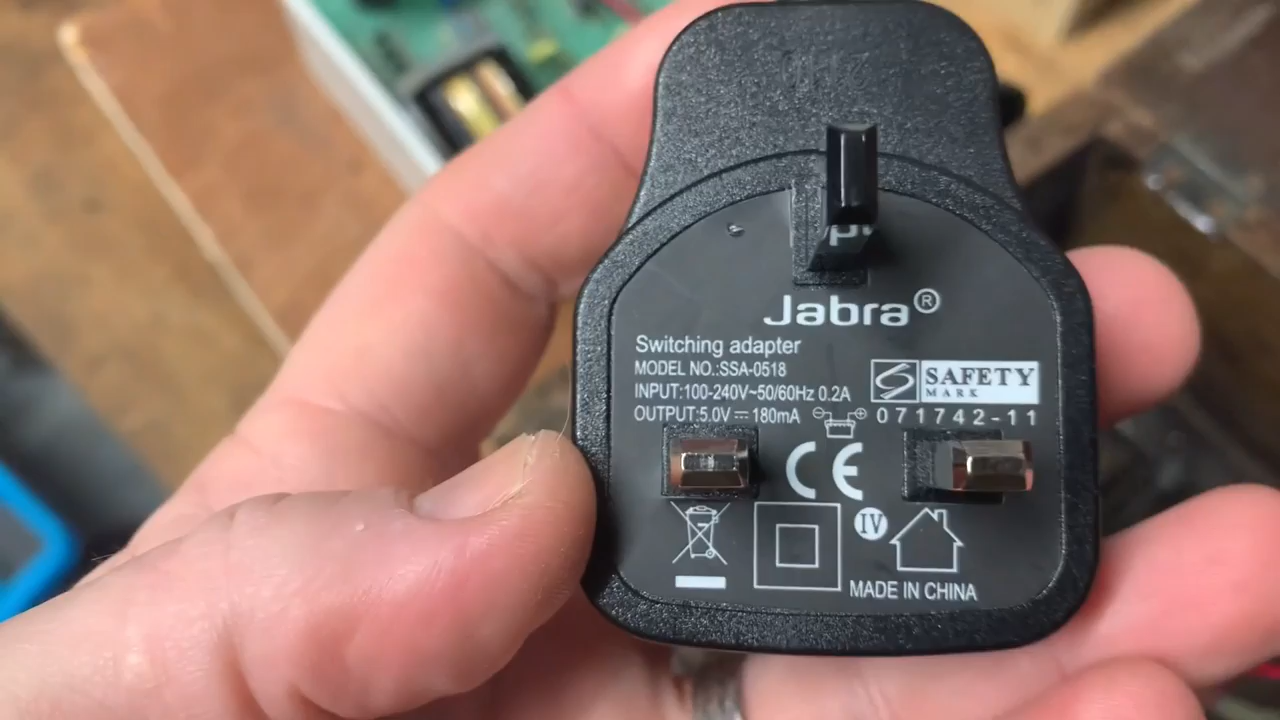 Jabra®
Switching adapter
MODEL NO.:SSA-0518
INPUT:100-240V~50/60Hz 0.2A
OUTPUT:5.0V ⎓ 180mA
SAFETY
MARK
071742-11
CE
IV
MADE IN CHINA